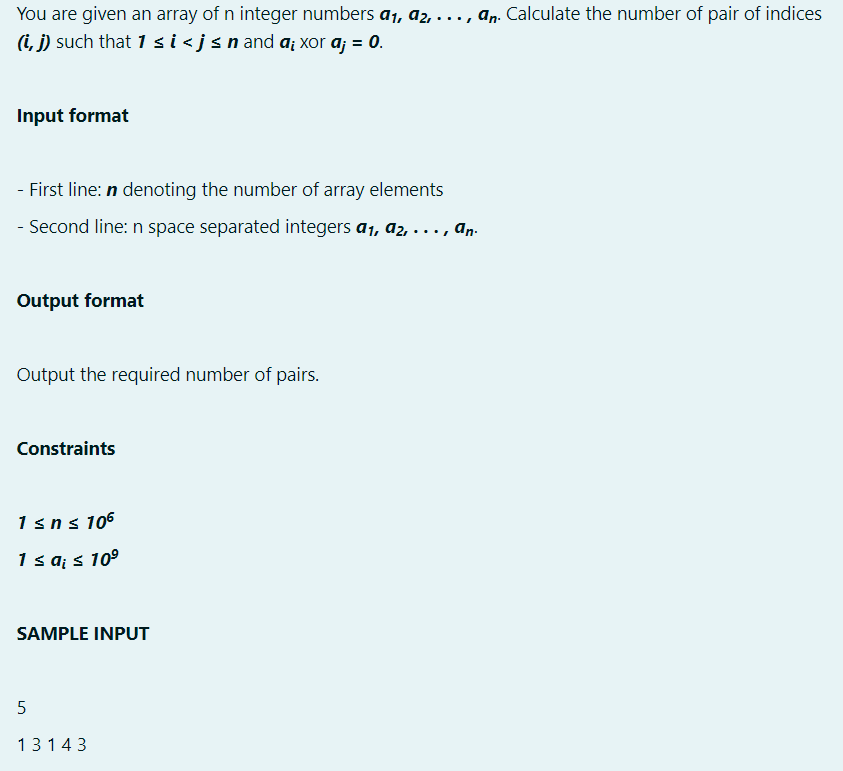 You are given an array of n integer numbers a₁, a₂, . . . , aₙ. Calculate the number of pair of indices
(i, j) such that 1 ≤ i < j ≤ n and aᵢ xor aⱼ = 0.
Input format
- First line: n denoting the number of array elements
- Second line: n space separated integers a₁, a₂, . . . , aₙ.
Output format
Output the required number of pairs.
Constraints
1 ≤ n ≤ 10⁶
1 ≤ aᵢ ≤ 10⁹
SAMPLE INPUT
5
1 3 1 4 3